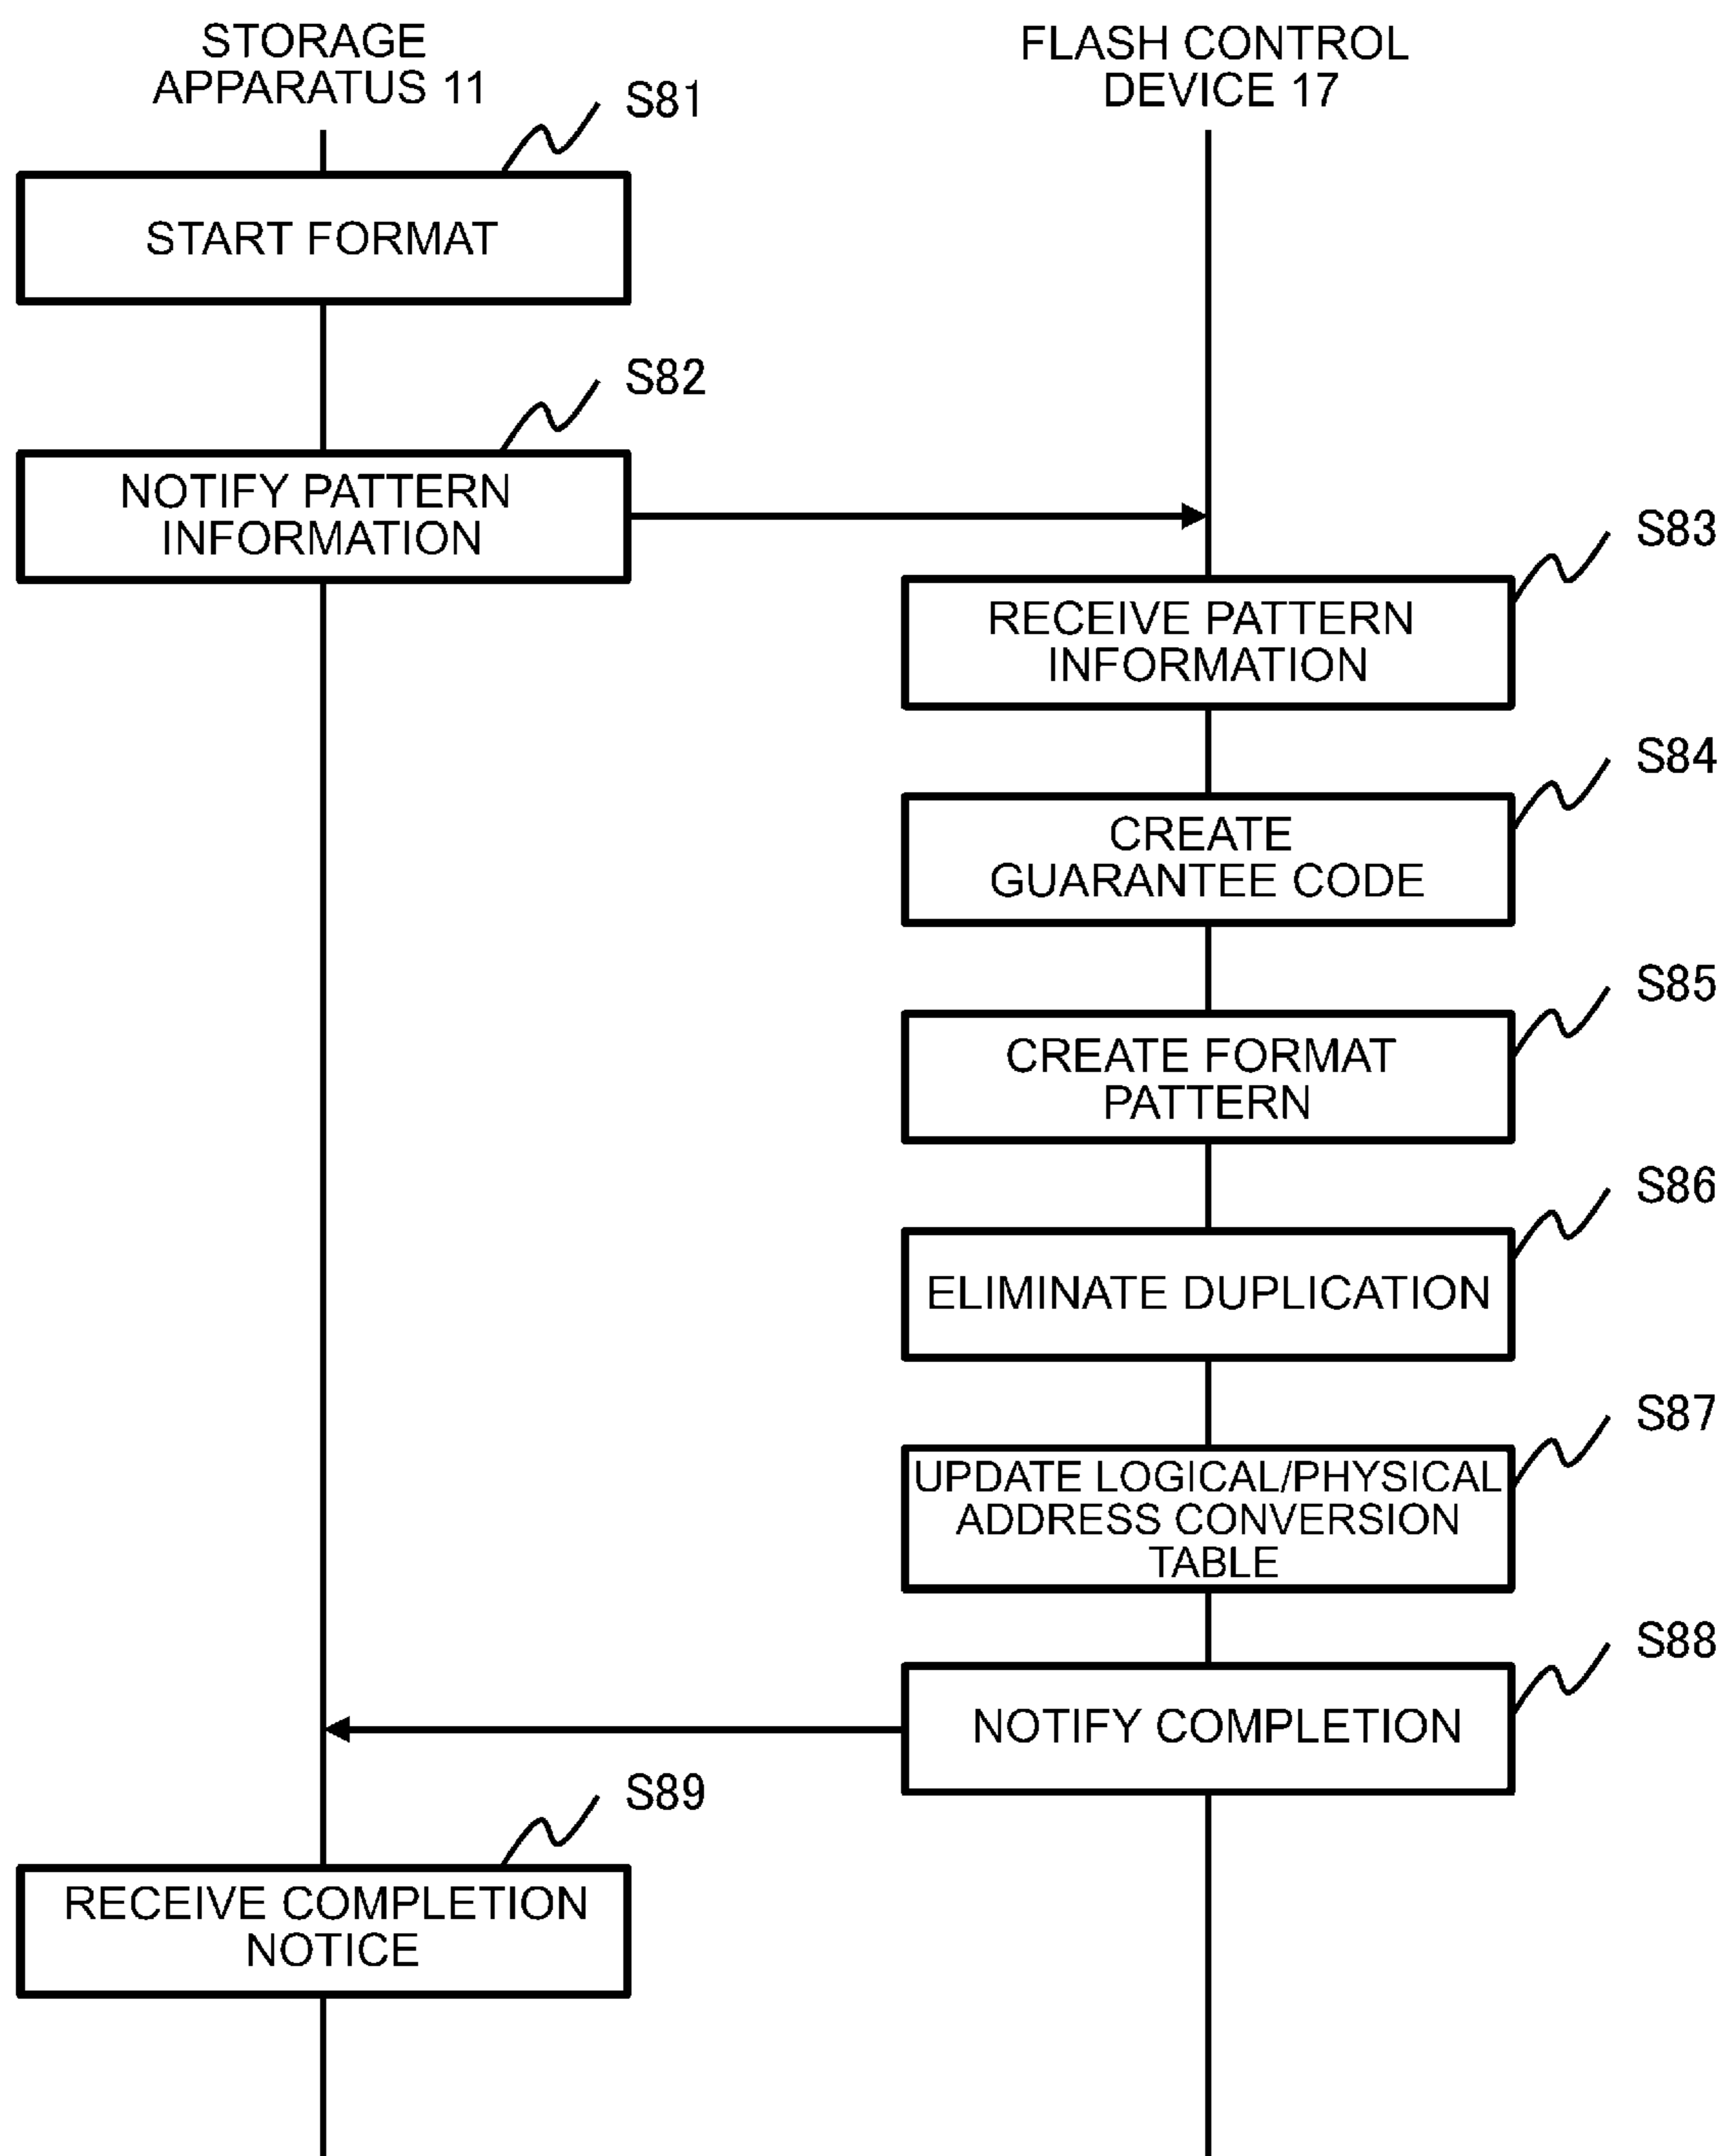 STORAGE
APPARATUS 11
FLASH CONTROL
DEVICE 17
S81
START FORMAT
S82
NOTIFY PATTERN
INFORMATION
S83
RECEIVE PATTERN
INFORMATION
S84
CREATE
GUARANTEE CODE
S85
CREATE FORMAT
PATTERN
S86
ELIMINATE DUPLICATION
S87
UPDATE LOGICAL/PHYSICAL
ADDRESS CONVERSION
TABLE
S88
NOTIFY COMPLETION
S89
RECEIVE COMPLETION
NOTICE